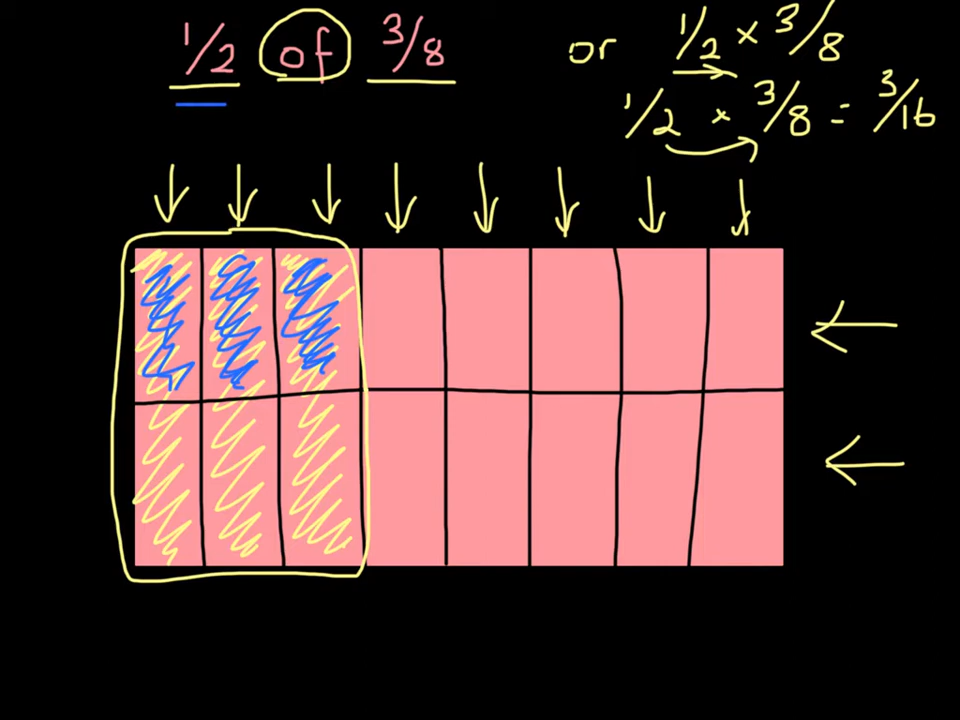 1/2 of 3/8 or 1/2 × 3/8
1/2 × 3/8 = 3/16